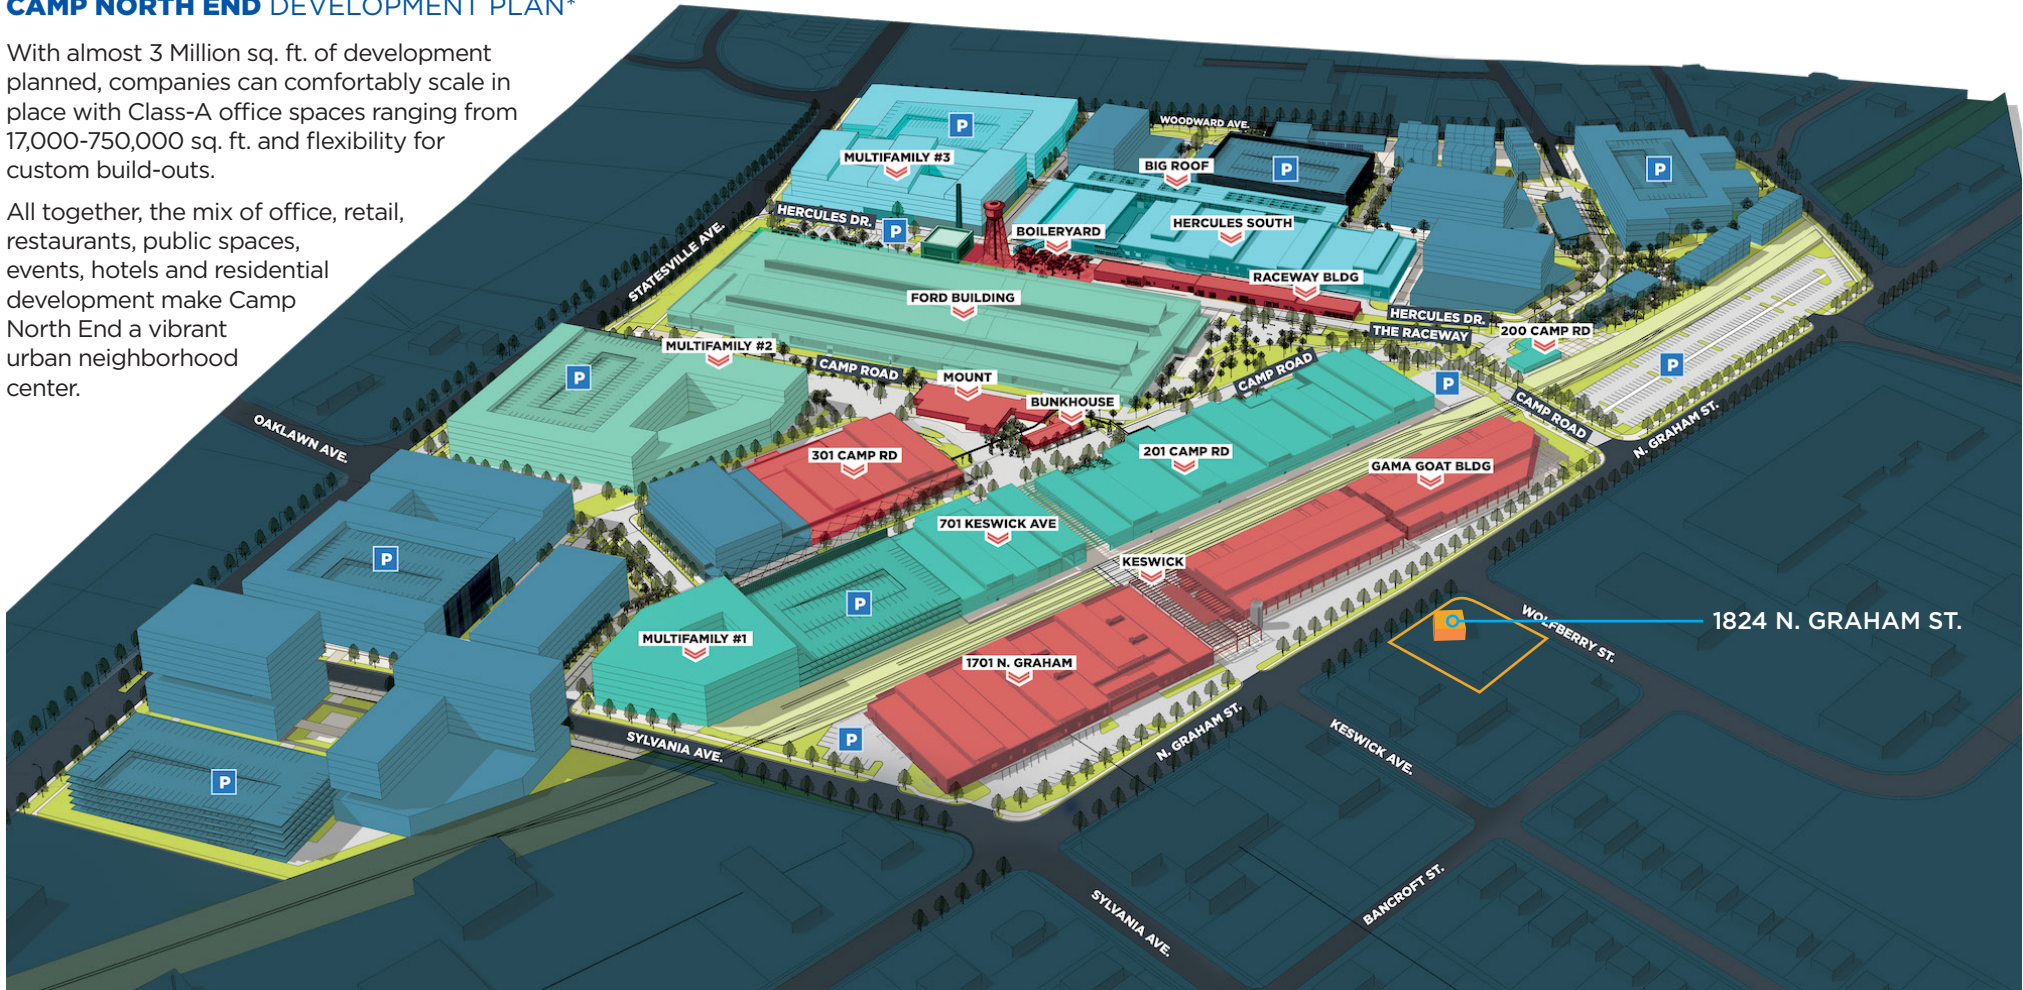 CAMP NORTH END DEVELOPMENT PLAN*
With almost 3 Million sq. ft. of development
planned, companies can comfortably scale in
place with Class-A office spaces ranging from
17,000-750,000 sq. ft. and flexibility for
custom build-outs.
All together, the mix of office, retail,
restaurants, public spaces,
events, hotels and residential
development make Camp
North End a vibrant
urban neighborhood
center.
WOODWARD AVE.
P
MULTIFAMILY #3
BIG ROOF
P
P
HERCULES DR.
P
BOILERYARD
HERCULES SOUTH
STATESVILLE AVE.
RACEWAY BLDG
FORD BUILDING
HERCULES DR.
THE RACEWAY
200 CAMP RD
MULTIFAMILY #2
CAMP ROAD
P
MOUNT
CAMP ROAD
P
P
BUNKHOUSE
CAMP ROAD
N. GRAHAM ST.
OAKLAWN AVE.
301 CAMP RD
201 CAMP RD
GAMA GOAT BLDG
701 KESWICK AVE
P
KESWICK
P
MULTIFAMILY #1
1701 N. GRAHAM
WOLFBERRY ST.
1824 N. GRAHAM ST.
SYLVANIA AVE.
P
N. GRAHAM ST.
KESWICK AVE.
P
SYLVANIA AVE.
BANCROFT ST.